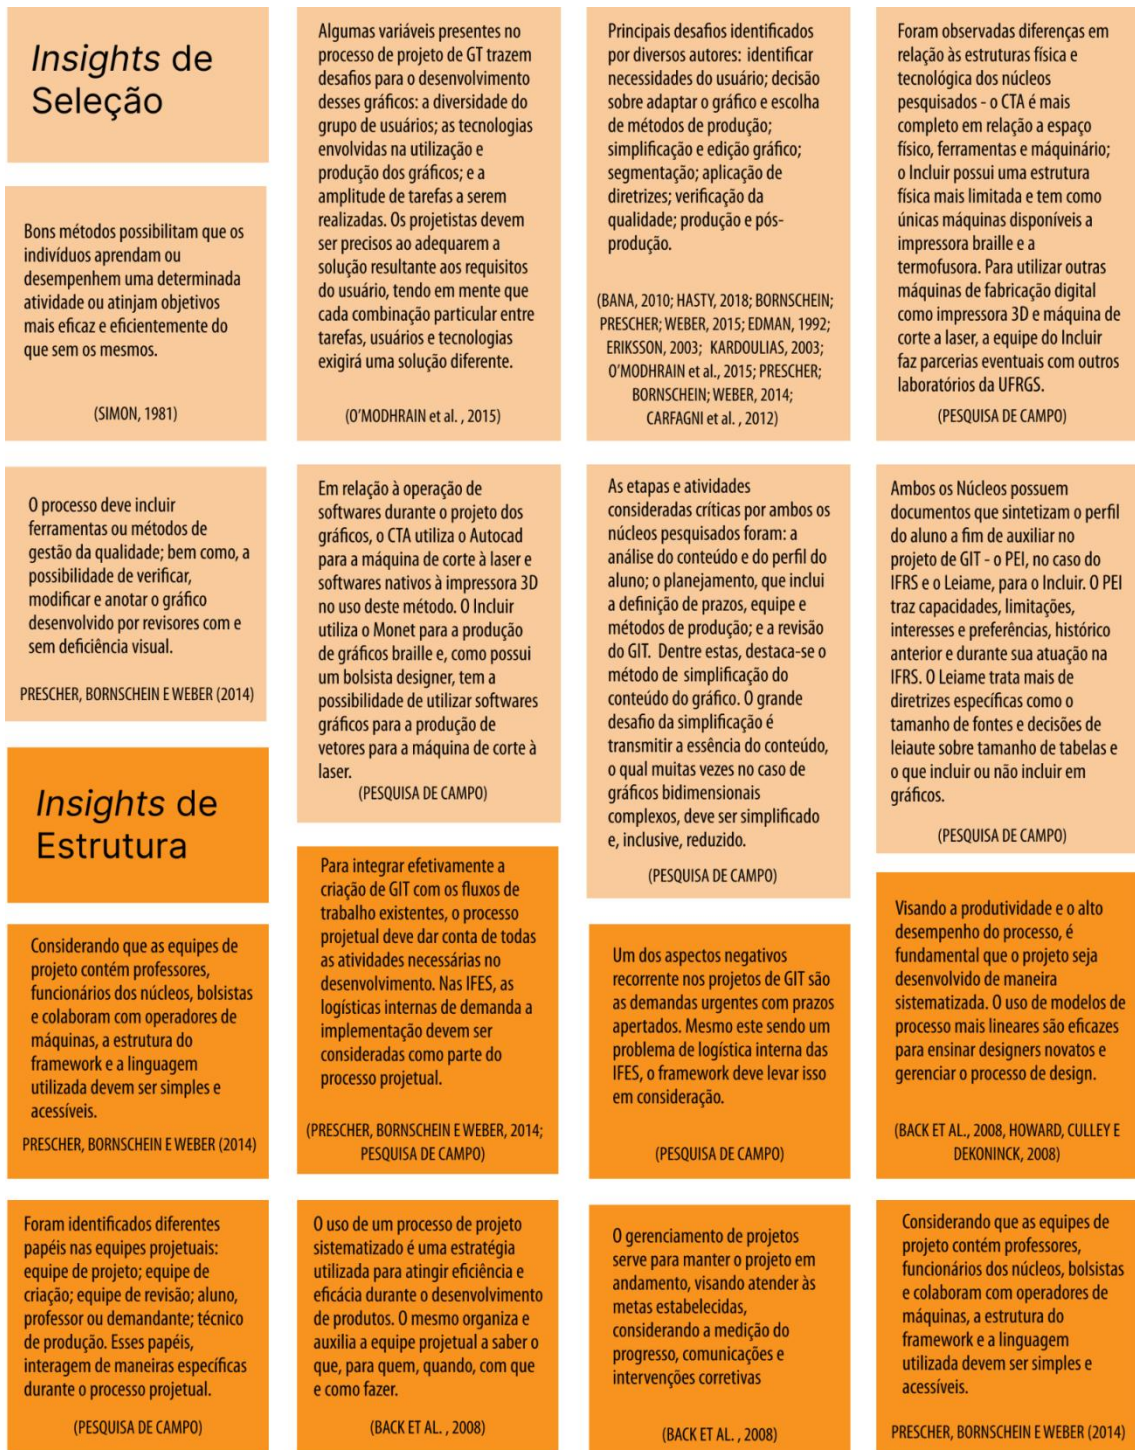 Insights de
Seleção
Bons métodos possibilitam que os
indivíduos aprendam ou
desempenhem uma determinada
atividade ou atinjam objetivos
mais eficaz e eficientemente do
que sem os mesmos.
(SIMON, 1981)
O processo deve incluir
ferramentas ou métodos de
gestão da qualidade; bem como, a
possibilidade de verificar,
modificar e anotar o gráfico
desenvolvido por revisores com e
sem deficiência visual.
PRESCHER, BORNSCHEIN E WEBER (2014)
Algumas variáveis presentes no
processo de projeto de GT trazem
desafios para o desenvolvimento
desses gráficos: a diversidade do
grupo de usuários; as tecnologias
envolvidas na utilização e
produção dos gráficos; e a
amplitude de tarefas a serem
realizadas. Os projetistas devem
ser precisos ao adequarem a
solução resultante aos requisitos
do usuário, tendo em mente que
cada combinação particular entre
tarefas, usuários e tecnologias
exigirá uma solução diferente.
(O'MODHRAIN et al. , 2015)
Em relação à operação de
softwares durante o projeto dos
gráficos, o CTA utiliza o Autocad
para a máquina de corte à laser e
softwares nativos à impressora 3D
no uso deste método. O Incluir
utiliza o Monet para a produção
de gráficos braille e, como possui
um bolsista designer, tem a
possibilidade de utilizar softwares
gráficos para a produção de
vetores para a máquina de corte à
laser.
(PESQUISA DE CAMPO)
Principais desafios identificados
por diversos autores: identificar
necessidades do usuário; decisão
sobre adaptar o gráfico e escolha
de métodos de produção;
simplificação e edição gráfico;
segmentação; aplicação de
diretrizes; verificação da
qualidade; produção e pós-
produção.
(BANA, 2010; HASTY, 2018; BORNSCHEIN;
PRESCHER; WEBER, 2015; EDMAN, 1992;
ERIKSSON, 2003; KARDOULIAS, 2003;
O'MODHRAIN et al., 2015; PRESCHER;
BORNSCHEIN; WEBER, 2014;
CARFAGNI et al. , 2012)
As etapas e atividades
consideradas críticas por ambos os
núcleos pesquisados foram: a
análise do conteúdo e do perfil do
aluno; o planejamento, que inclui
a definição de prazos, equipe e
métodos de produção; e a revisão
do GIT. Dentre estas, destaca-se o
método de simplificação do
conteúdo do gráfico. O grande
desafio da simplificação é
transmitir a essência do conteúdo,
o qual muitas vezes no caso de
gráficos bidimensionais
complexos, deve ser simplificado
e, inclusive, reduzido.
(PESQUISA DE CAMPO)
Foram observadas diferenças em
relação às estruturas física e
tecnológica dos núcleos
pesquisados - o CTA é mais
completo em relação a espaço
físico, ferramentas e máquinário;
o Incluir possui uma estrutura
física mais limitada e tem como
únicas máquinas disponíveis a
impressora braille e a
termofusora. Para utilizar outras
máquinas de fabricação digital
como impressora 3D e máquina de
corte a laser, a equipe do Incluir
faz parcerias eventuais com outros
laboratórios da UFRGS.
(PESQUISA DE CAMPO)
Ambos os Núcleos possuem
documentos que sintetizam o perfil
do aluno a fim de auxiliar no
projeto de GIT - o PEI, no caso do
IFRS e o Leiame, para o Incluir. O PEI
traz capacidades, limitações,
interesses e preferências, histórico
anterior e durante sua atuação na
IFRS. O Leiame trata mais de
diretrizes específicas como o
tamanho de fontes e decisões de
leiaute sobre tamanho de tabelas e
o que incluir ou não incluir em
gráficos.
(PESQUISA DE CAMPO)
Insights de
Estrutura
Considerando que as equipes de
projeto contém professores,
funcionários dos núcleos, bolsistas
e colaboram com operadores de
máquinas, a estrutura do
framework e a linguagem
utilizada devem ser simples e
acessíveis.
PRESCHER, BORNSCHEIN E WEBER (2014)
Foram identificados diferentes
papéis nas equipes projetuais:
equipe de projeto; equipe de
criação; equipe de revisão; aluno,
professor ou demandante; técnico
de produção. Esses papéis,
interagem de maneiras específicas
durante o processo projetual.
(PESQUISA DE CAMPO)
Para integrar efetivamente a
criação de GIT com os fluxos de
trabalho existentes, o processo
projetual deve dar conta de todas
as atividades necessárias no
desenvolvimento. Nas IFES, as
logísticas internas de demanda a
implementação devem ser
consideradas como parte do
processo projetual.
(PRESCHER, BORNSCHEIN E WEBER, 2014;
PESQUISA DE CAMPO)
O uso de um processo de projeto
sistematizado é uma estratégia
utilizada para atingir eficiência e
eficácia durante o desenvolvimento
de produtos. O mesmo organiza e
auxilia a equipe projetual a saber o
que, para quem, quando, com que
e como fazer.
(BACK ET AL. , 2008)
Um dos aspectos negativos
recorrente nos projetos de GIT são
as demandas urgentes com prazos
apertados. Mesmo este sendo um
problema de logística interna das
IFES, o framework deve levar isso
em consideração.
(PESQUISA DE CAMPO)
O gerenciamento de projetos
serve para manter o projeto em
andamento, visando atender às
metas estabelecidas,
considerando a medição do
progresso, comunicações e
intervenções corretivas
(BACK ET AL. , 2008)
Visando a produtividade e o alto
desempenho do processo, é
fundamental que o projeto seja
desenvolvido de maneira
sistematizada. O uso de modelos de
processo mais lineares são eficazes
para ensinar designers novatos e
gerenciar o processo de design.
(BACK ET AL., 2008, HOWARD, CULLEY E
DEKONINCK, 2008)
Considerando que as equipes de
projeto contém professores,
funcionários dos núcleos, bolsistas
e colaboram com operadores de
máquinas, a estrutura do
framework e a linguagem
utilizada devem ser simples e
acessíveis.
PRESCHER, BORNSCHEIN E WEBER (2014)